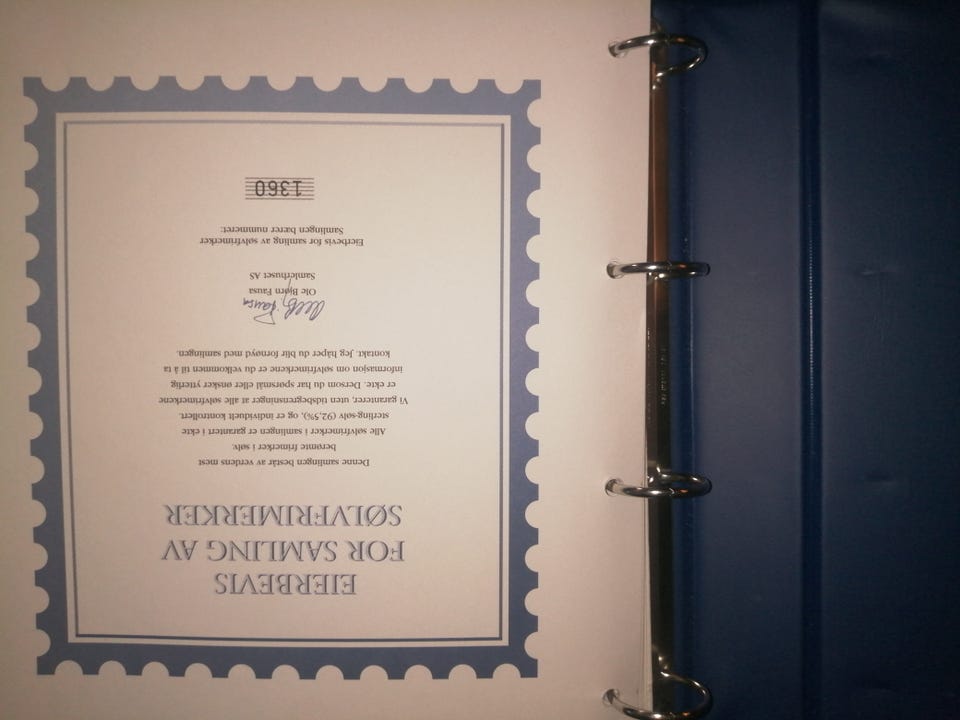 EIERBEVIS
FOR SAMLING AV
SØLVFRIMERKER
Denne samlingen består av verdens mest
berømte frimerker i sølv.
Alle sølvfrimerker i samlingen er garantert i ekte
sterling-sølv (92,5%), og er individuelt kontrollert.
Vi garanterer, uten tidsbegrensninger at alle sølvfrimerkene
er ekte. Dersom du har spørsmål eller ønsker ytterlig
informasjon om sølvfrimerkene er du velkommen til å ta
kontakt. Jeg håper du blir fornøyd med samlingen.
Ole Bjørn Fausa
Samlerhuset AS
Eierbevis for samling av sølvfrimerker
Samlingen bærer nummeret:
1360